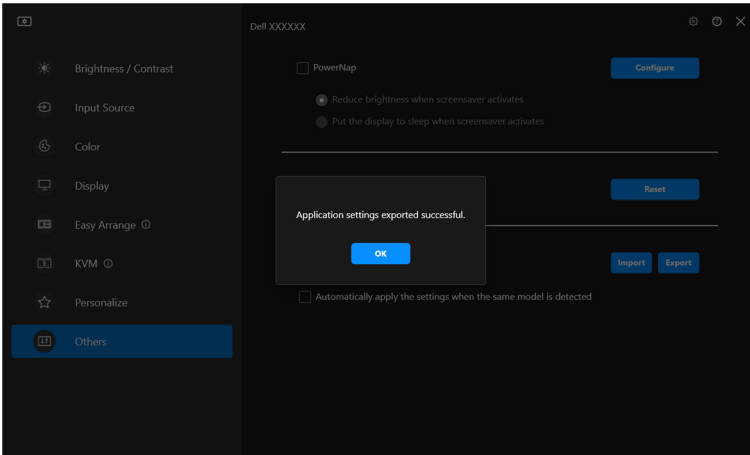 Dell XXXXXX
Brightness / Contrast
Input Source
Color
Display
Easy Arrange
KVM
Personalize
Others
PowerNap
Configure
Reduce brightness when screensaver activates
Put the display to sleep when screensaver activates
Reset
Application settings exported successful.
OK
Import Export
Automatically apply the settings when the same model is detected